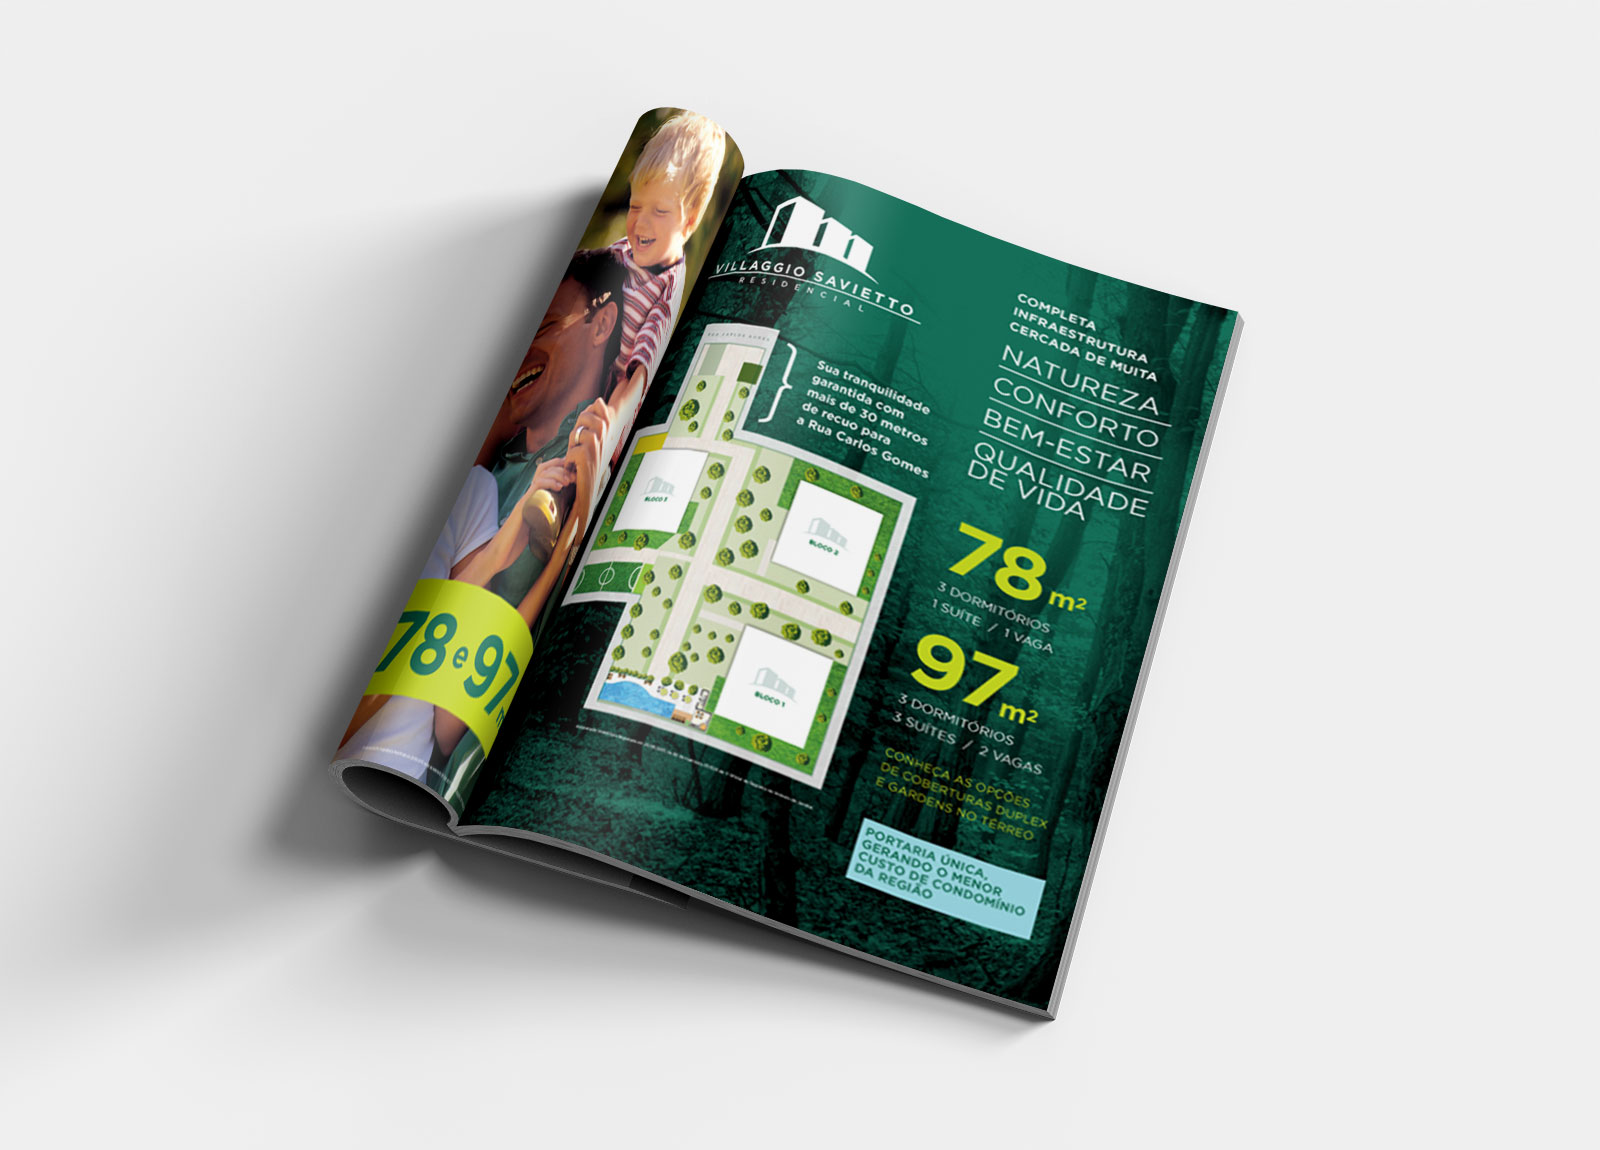 78 e 97
VILLAGGIO SAVIETTO
RESIDENCIAL
COMPLETA
INFRAESTRUTURA
CERCADA DE MUITA
NATUREZA
CONFORTO
BEM-ESTAR
QUALIDADE
DE VIDA
RUA CARLOS GOMES
Sua tranquilidade
garantida com
mais de 30 metros
de recuo para
a Rua Carlos Gomes
BLOCO 3
BLOCO 2
BLOCO 1
78 m²
3 DORMITÓRIOS
1 SUÍTE / 1 VAGA
97 m²
3 DORMITÓRIOS
3 SUÍTES / 2 VAGAS
CONHEÇA AS OPÇÕES
DE COBERTURAS DUPLEX
E GARDENS NO TÉRREO
PORTARIA ÚNICA,
GERANDO O MENOR
CUSTO DE CONDOMÍNIO
DA REGIÃO